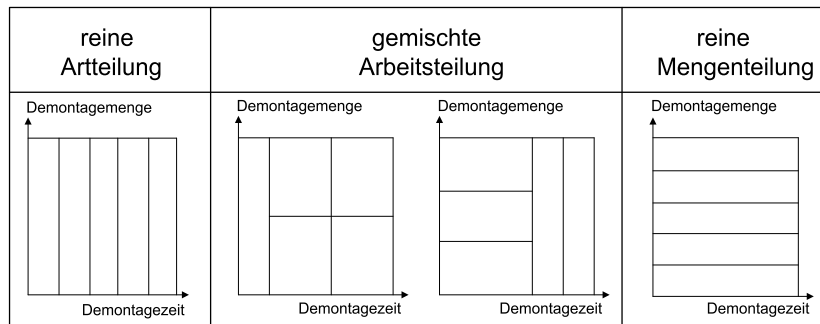 reine
Artteilung
gemischte
Arbeitsteilung
reine
Mengenteilung
Demontagemenge
Demontagezeit
Demontagemenge
Demontagezeit
Demontagemenge
Demontagezeit
Demontagemenge
Demontagezeit